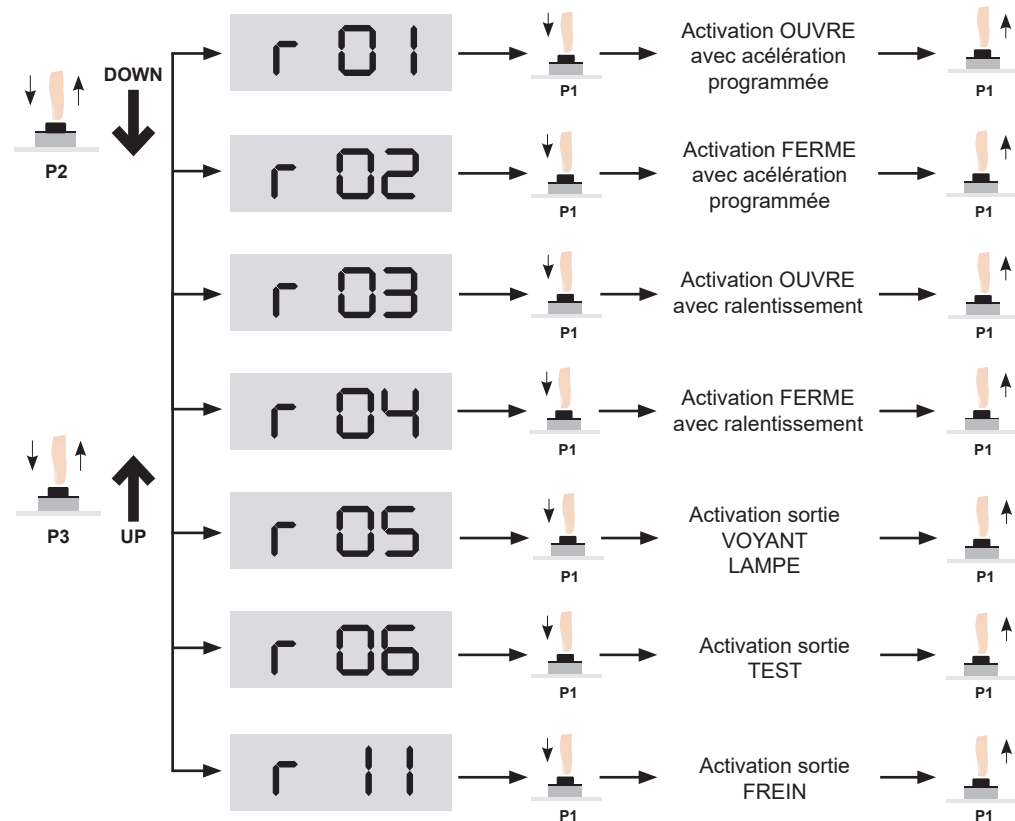 DOWN
P2
r 01
P1
Activation OUVRE
avec acélération
programmée
P1
r 02
P1
Activation FERME
avec acélération
programmée
P1
r 03
P1
Activation OUVRE
avec ralentissement
P1
r 04
P1
Activation FERME
avec ralentissement
P1
P3
UP
r 05
P1
Activation sortie
VOYANT
LAMPE
P1
r 06
P1
Activation sortie
TEST
P1
r 11
P1
Activation sortie
FREIN
P1